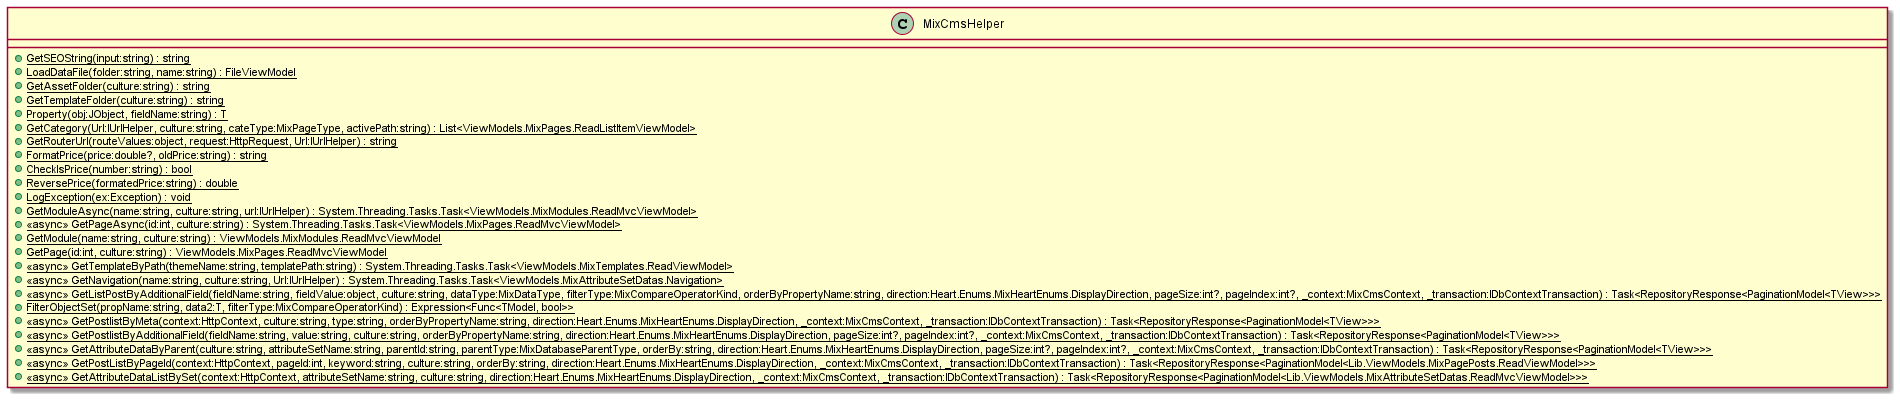 C MixCmsHelper
GetSEOString(input:string) : string
LoadDataFile(folder:string, name:string) : FileViewModel
GetAssetFolder(culture:string) : string
GetTemplateFolder(culture:string) : string
Property(obj:JObject, fieldName:string) : T
GetCategory(Url:IUrlHelper, culture:string, cateType:MixPageType, activePath:string) : List<ViewModels.MixPages.ReadListItemViewModel>
GetRouterUrl(routeValues:object, request:HttpRequest, Url:IUrlHelper) : string
FormatPrice(price:double?, oldPrice:string) : string
CheckIsPrice(number:string) : bool
ReversePrice(formatedPrice:string) : double
LogException(ex:Exception) : void
GetModuleAsync(name:string, culture:string, url:IUrlHelper) : System.Threading.Tasks.Task<ViewModels.MixModules.ReadMvcViewModel>
«async» GetPageAsync(id:int, culture:string) : System.Threading.Tasks.Task<ViewModels.MixPages.ReadMvcViewModel>
GetModule(name:string, culture:string) : ViewModels.MixModules.ReadMvcViewModel
GetPage(id:int, culture:string) : ViewModels.MixPages.ReadMvcViewModel
«async» GetTemplateByPath(themeName:string, templatePath:string) : System.Threading.Tasks.Task<ViewModels.MixTemplates.ReadViewModel>
«async» GetNavigation(name:string, culture:string, Url:IUrlHelper) : System.Threading.Tasks.Task<ViewModels.MixAttributeSetDatas.Navigation>
«async» GetListPostByAdditionalField(fieldName:string, fieldValue:object, culture:string, dataType:MixDataType, filterType:MixCompareOperatorKind, orderByPropertyName:string, direction:Heart.Enums.MixHeartEnums.DisplayDirection, pageSize:int?, pageIndex:int?, _context:MixCmsContext, _transaction:IDbContextTransaction) : Task<RepositoryResponse<PaginationModel<TView>>>
FilterObjectSet(propName:string, data2:T, filterType:MixCompareOperatorKind) : Expression<Func<TModel, bool>>
«async» GetPostlistByMeta(context:HttpContext, culture:string, type:string, orderByPropertyName:string, direction:Heart.Enums.MixHeartEnums.DisplayDirection, _context:MixCmsContext, _transaction:IDbContextTransaction) : Task<RepositoryResponse<PaginationModel<TView>>>
«async» GetPostlistByAdditionalField(fieldName:string, value:string, culture:string, orderByPropertyName:string, direction:Heart.Enums.MixHeartEnums.DisplayDirection, pageSize:int?, pageIndex:int?, _context:MixCmsContext, _transaction:IDbContextTransaction) : Task<RepositoryResponse<PaginationModel<TView>>>
«async» GetAttributeDataByParent(culture:string, attributeSetName:string, parentId:string, parentType:MixDatabaseParentType, orderBy:string, direction:Heart.Enums.MixHeartEnums.DisplayDirection, pageSize:int?, pageIndex:int?, _context:MixCmsContext, _transaction:IDbContextTransaction) : Task<RepositoryResponse<PaginationModel<TView>>>
«async» GetPostListByPageId(context:HttpContext, pageId:int, keyword:string, culture:string, orderBy:string, direction:Heart.Enums.MixHeartEnums.DisplayDirection, _context:MixCmsContext, _transaction:IDbContextTransaction) : Task<RepositoryResponse<PaginationModel<Lib.ViewModels.MixPagePosts.ReadViewModel>>>
«async» GetAttributeDataListBySet(context:HttpContext, attributeSetName:string, culture:string, direction:Heart.Enums.MixHeartEnums.DisplayDirection, _context:MixCmsContext, _transaction:IDbContextTransaction) : Task<RepositoryResponse<PaginationModel<Lib.ViewModels.MixAttributeSetDatas.ReadMvcViewModel>>>